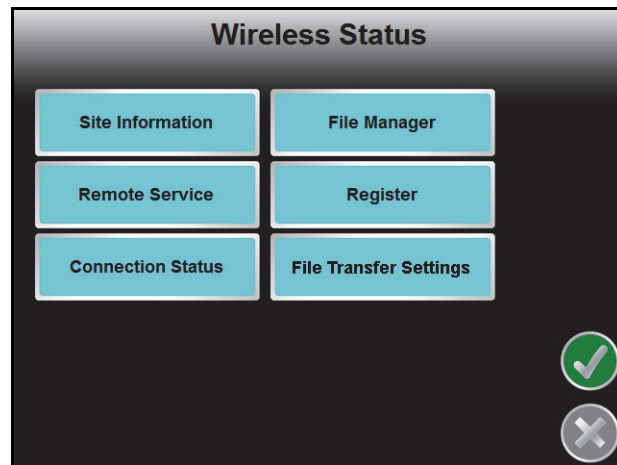 Wireless Status
Site Information
File Manager
Remote Service
Register
Connection Status
File Transfer Settings